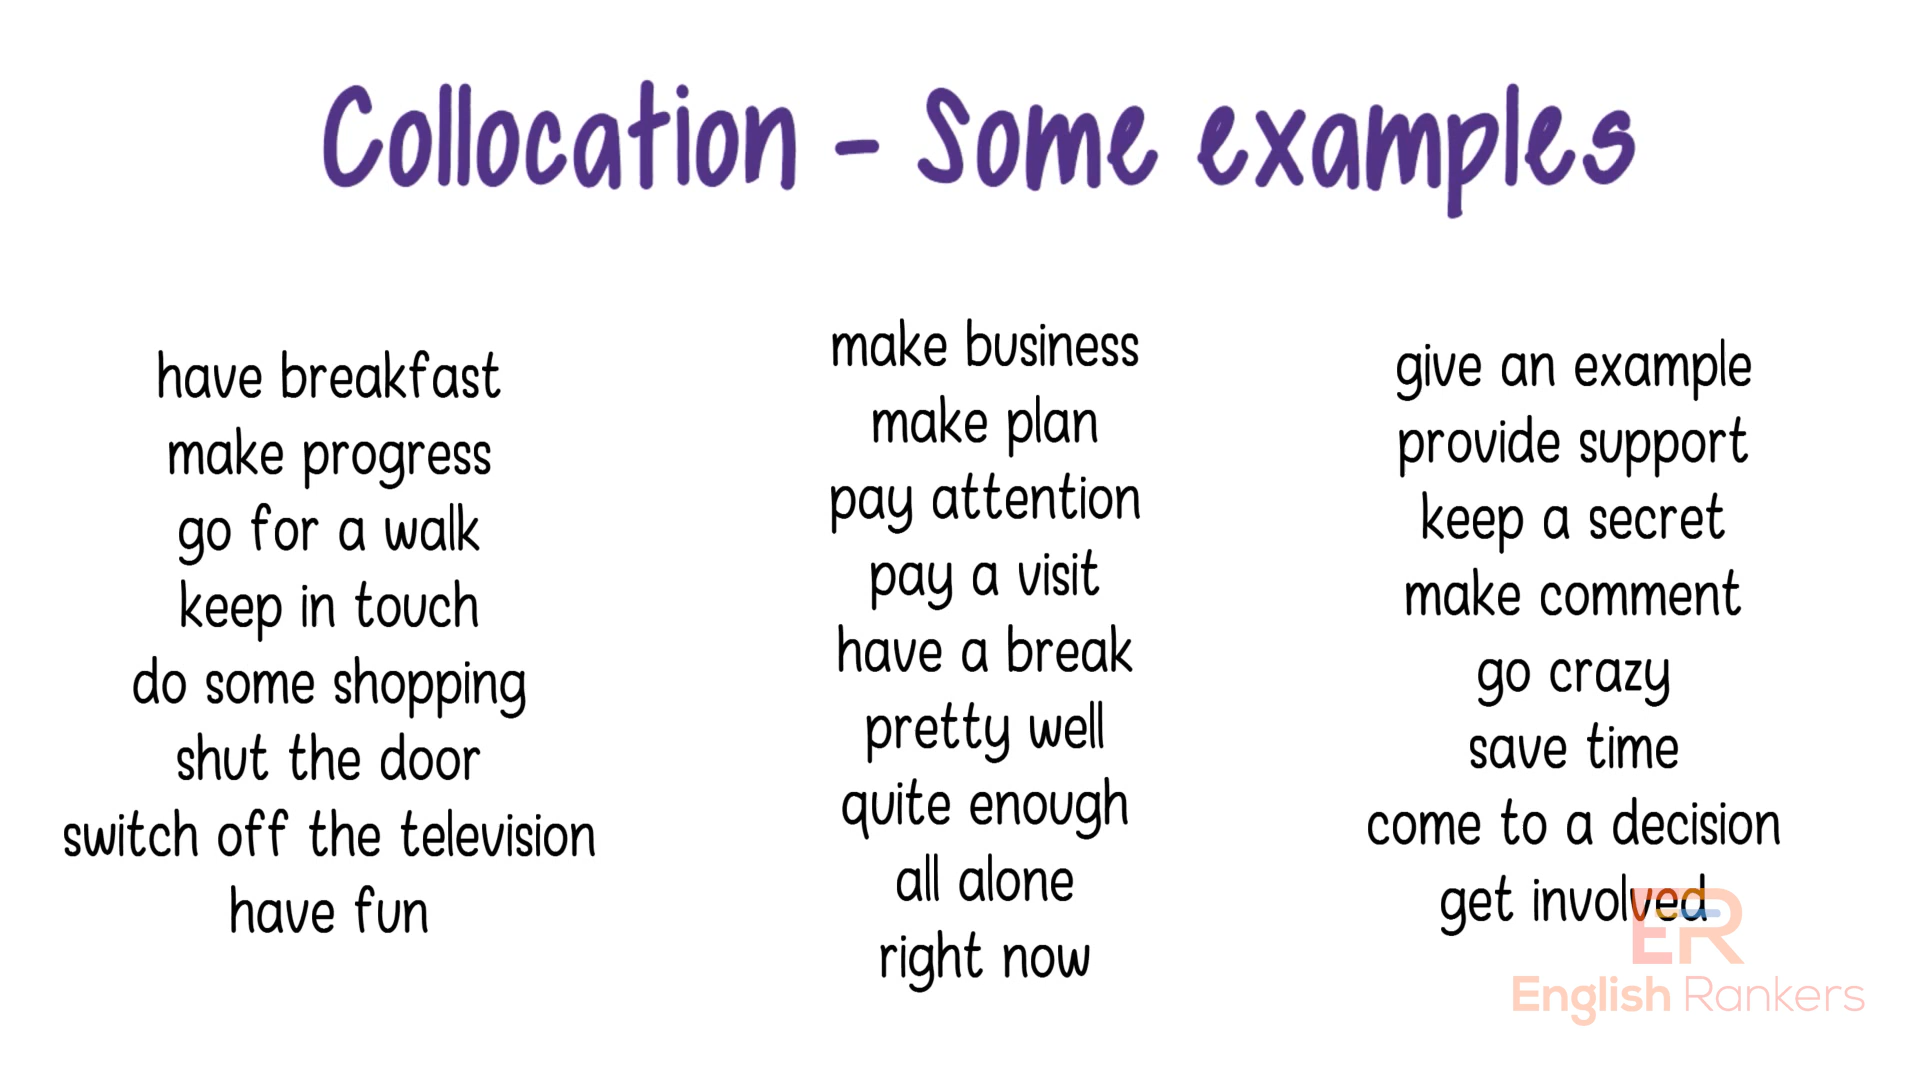 Collocation - Some examples
have breakfast
make progress
go for a walk
keep in touch
do some shopping
shut the door
switch off the television
have fun
make business
make plan
pay attention
pay a visit
have a break
pretty well
quite enough
all alone
right now
give an example
provide support
keep a secret
make comment
go crazy
save time
come to a decision
get involved
ER
English Rankers